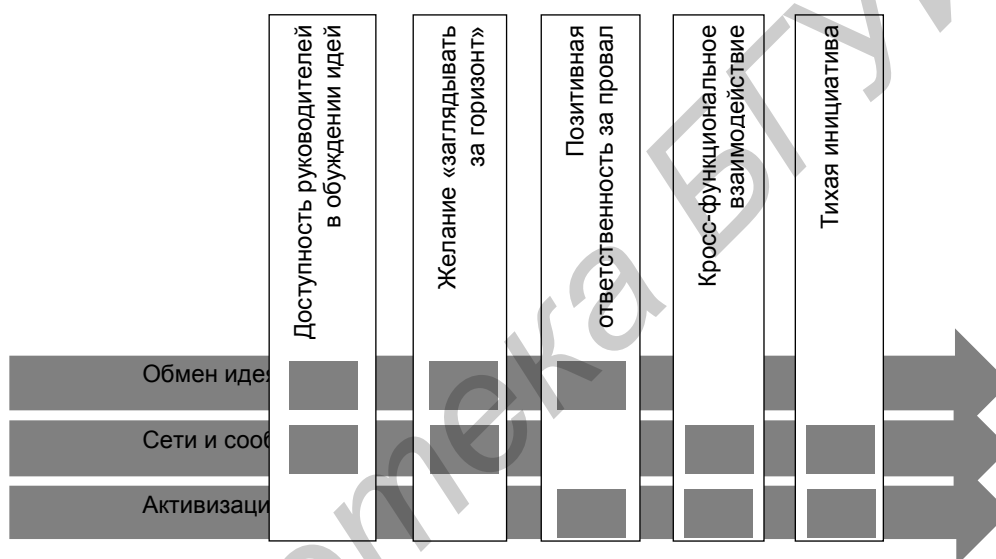 Доступность руководителей
в обуждении идей
Желание «заглядывать
за горизонт»
Позитивная
ответственность за провал
Кросс-функциональное
взаимодействие
Тихая инициатива
Обмен идея
Сети и сооб
Активизаци